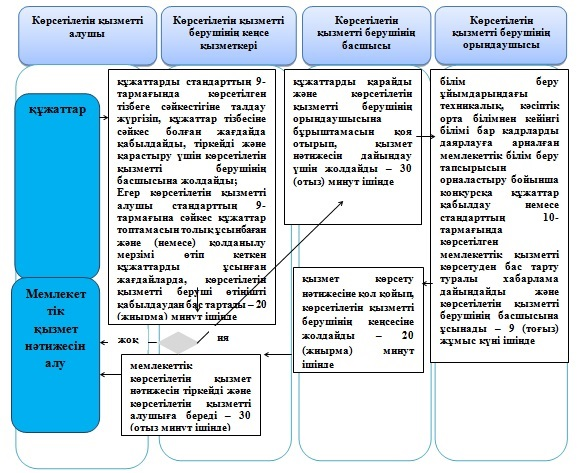 Көрсетілетін қызметті
алушы
Көрсетілетін қызметті
берушінің кеңсе
қызметкері
Көрсетілетін
қызметті берушінің
басшысы
Көрсетілетін
қызметті берушінің
орындаушысы
құжаттар
құжаттарды стандарттың 9-
тармағында көрсетілген
тізбеге сәйкестігіне талдау
жүргізіп, құжаттар тізбесіне
сәйкес болған жағдайда
қабылдайды, тіркейді және
қарастыру үшін көрсетілетін
қызметті берушінің
басшысына жолдайды;
Егер көрсетілетін қызметті
алушы стандарттың 9-
тармағына сәйкес құжаттар
топтамасын толық ұсынбаған
және (немесе) қолданылу
мерзімі өтіп кеткен
құжаттарды ұсынған
жағдайларда, көрсетілетін
қызметті беруші өтінішті
қабылдаудан бас тартады – 20
(жиырма) минут ішінде
құжаттарды қарайды
және көрсетілетін
қызметті берушінің
орындаушысына
бұрыштамасын қоя
отырып, қызмет
нәтижесін дайындау
үшін жолдайды – 30
(отыз) минут ішінде
білім беру
ұйымдарындағы
техникалық, кәсіптік
орта білімнен кейінгі
білімі бар кадрларды
даярлауға арналған
мемлекеттік білім беру
тапсырысын
орналастыру бойынша
конкурсқа құжаттар
қабылдау немесе
стандарттың 10-
тармағында
көрсетілген
мемлекеттік қызметті
көрсетуден бас тарту
туралы хабарлама
дайындайды және
көрсетілетін қызметті
берушінің басшысына
ұсынады – 9 (тоғыз)
жұмыс күні ішінде
Мемлекет
тік
қызмет
нәтижесін
алу
қызмет көрсету
нәтижесіне қол қойып,
көрсетілетін қызметті
берушінің кеңсесіне
жолдайды – 20
(жиырма) минут
ішінде
жоқ
ия
мемлекеттік
көрсетілетін қызмет
нәтижесін тіркейді және
көрсетілетін қызметті
алушыға береді – 30
(отыз минут ішінде)